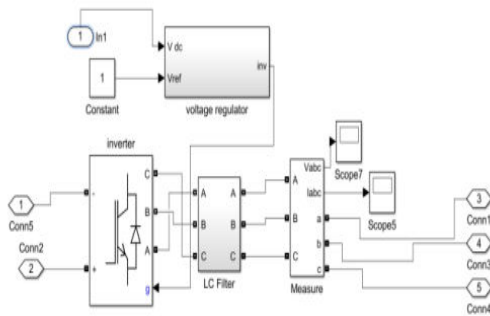 1
In1
V dc
Vref
inv
1
Constant
voltage regulator
inverter
1
Conn5
Conn2
2
-
+
C
B
A
g
A
B
C
A
B
C
LC Filter
A
B
C
Vabc
Iabc
a
b
c
Measure
Scope7
Scope5
3
Conn1
4
Conn3
5
Conn4